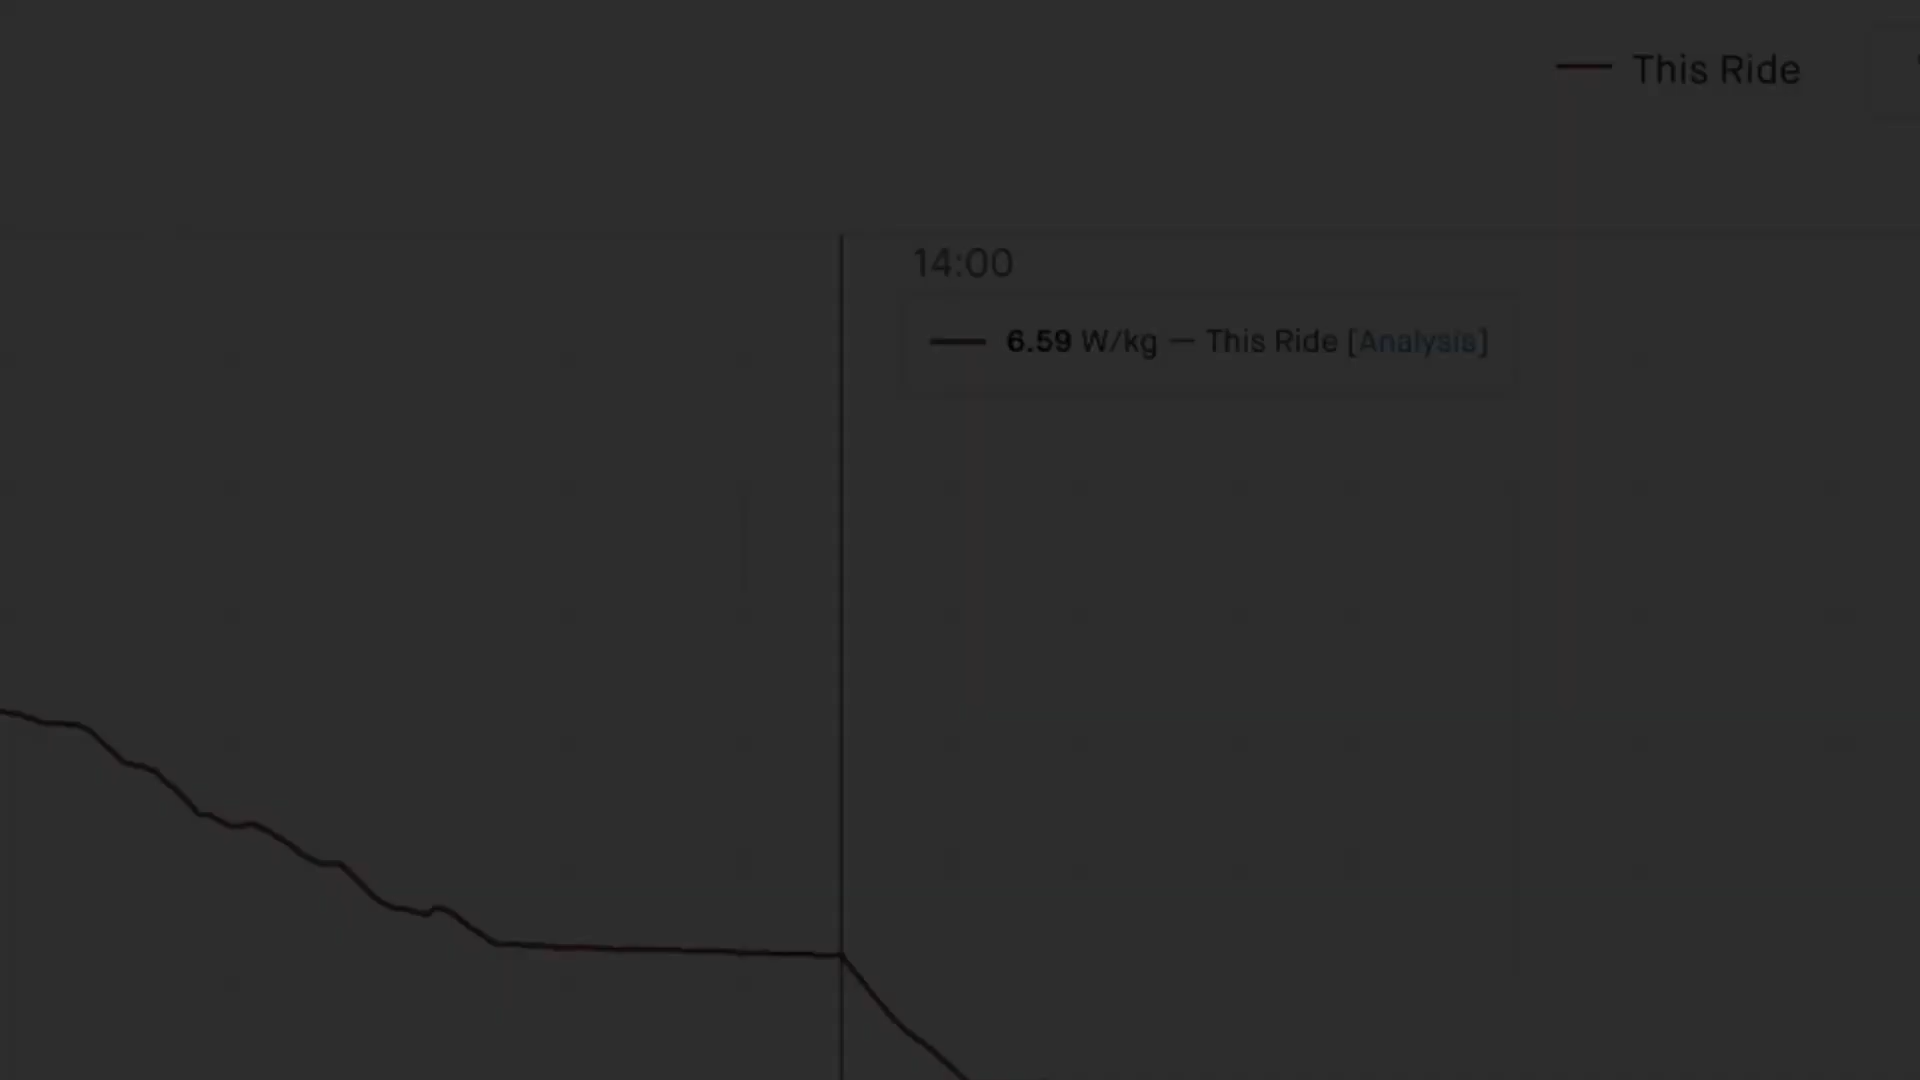 This Ride
14:00
6.59 W/kg — This Ride [Analysis]